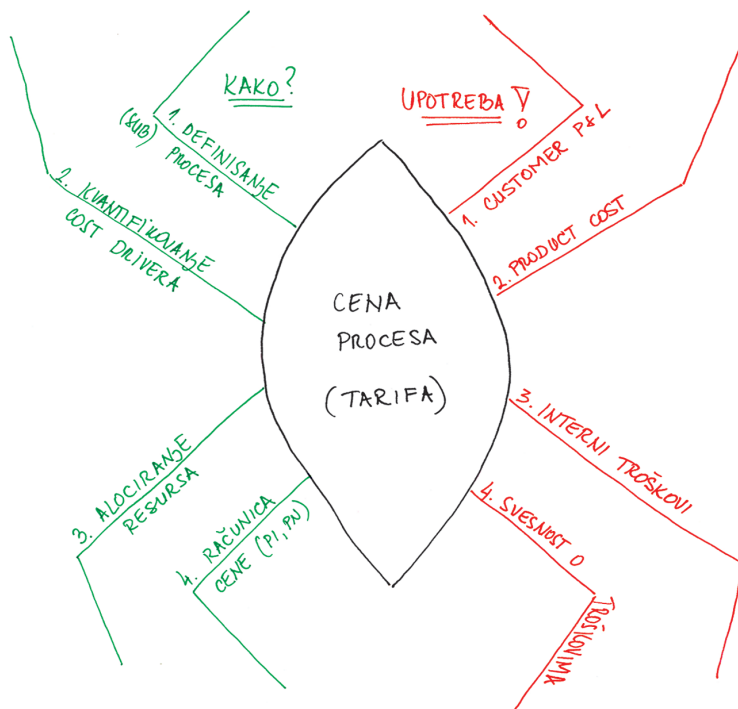 KAKO?
1. DEFINISANJE
(SUB) PROCESA
2. KVANTIFIKOVANJE
COST DRIVERA
3. ALOCIRANJE
RESURSA
4. RAČUNICA
CENE (PI, PN)
CENA
PROCESA
(TARIFA)
UPOTREBA!
1. CUSTOMER P&L
2. PRODUCT COST
3. INTERNI TROŠKOVI
4. SVESNOST O
TROŠKOVIMA